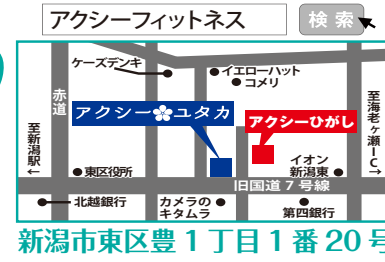 アクシーフィットネス 検索
ケーズデンキ
イエローハット
コメリ
赤道
アクシー ユタカ
アクシーひがし
至海老ヶ瀬IC→
至新潟駅←
東区役所
イオン
新潟東
旧国道7号線
北越銀行
カメラの
キタムラ
第四銀行
新潟市東区豊1丁目1番20号